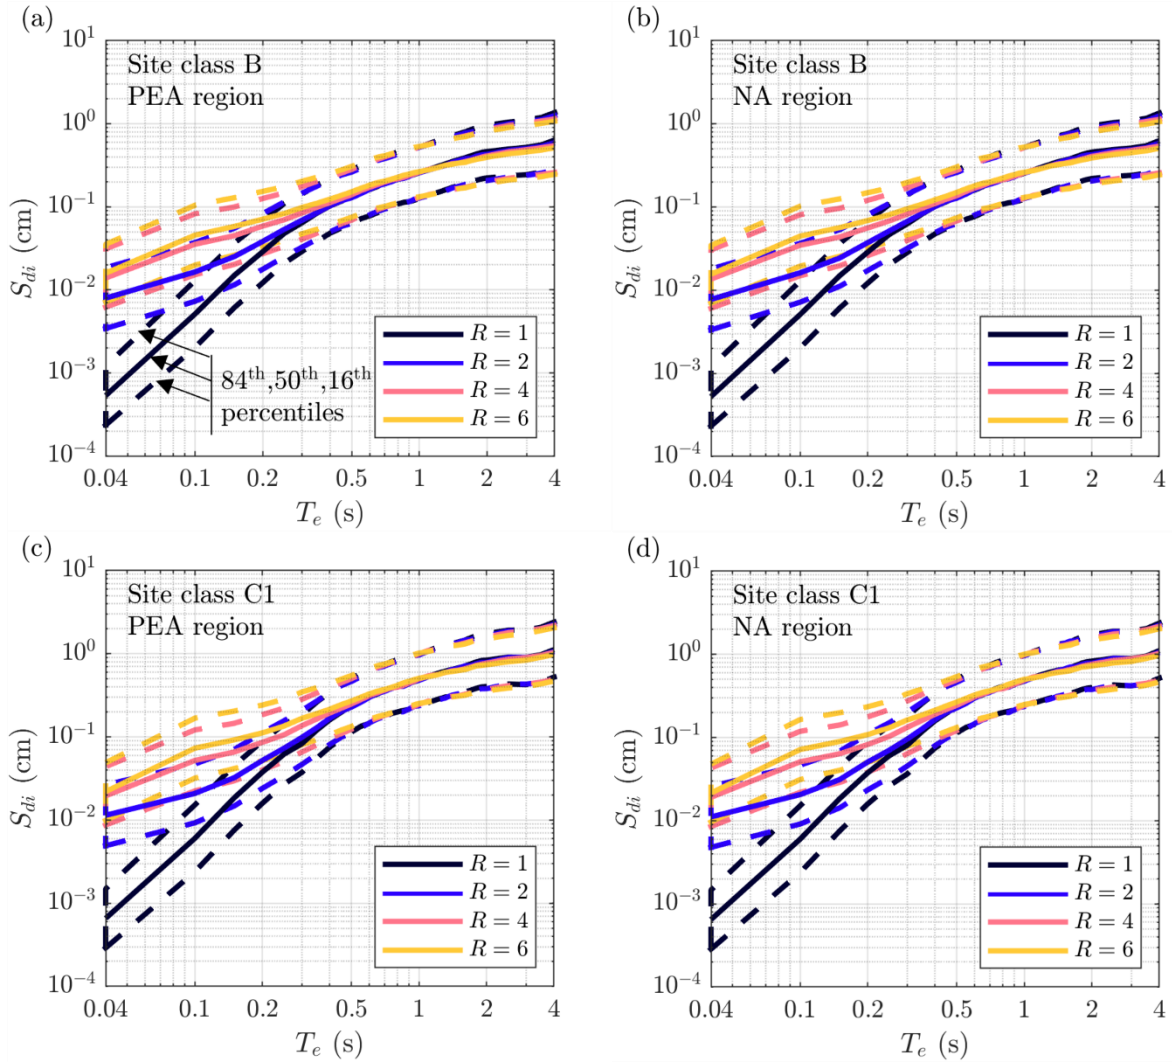 (a)
10^1
10^0
10^-1
10^-2
10^-3
10^-4
S_di (cm)
Site class B
PEA region
84^th,50^th,16^th
percentiles
R = 1
R = 2
R = 4
R = 6
0.04 0.1 0.2 0.5 1 2 4
T_e (s)
(b)
10^1
10^0
10^-1
10^-2
10^-3
10^-4
S_di (cm)
Site class B
NA region
R = 1
R = 2
R = 4
R = 6
0.04 0.1 0.2 0.5 1 2 4
T_e (s)
(c)
10^1
10^0
10^-1
10^-2
10^-3
10^-4
S_di (cm)
Site class C1
PEA region
R = 1
R = 2
R = 4
R = 6
0.04 0.1 0.2 0.5 1 2 4
T_e (s)
(d)
10^1
10^0
10^-1
10^-2
10^-3
10^-4
S_di (cm)
Site class C1
NA region
R = 1
R = 2
R = 4
R = 6
0.04 0.1 0.2 0.5 1 2 4
T_e (s)